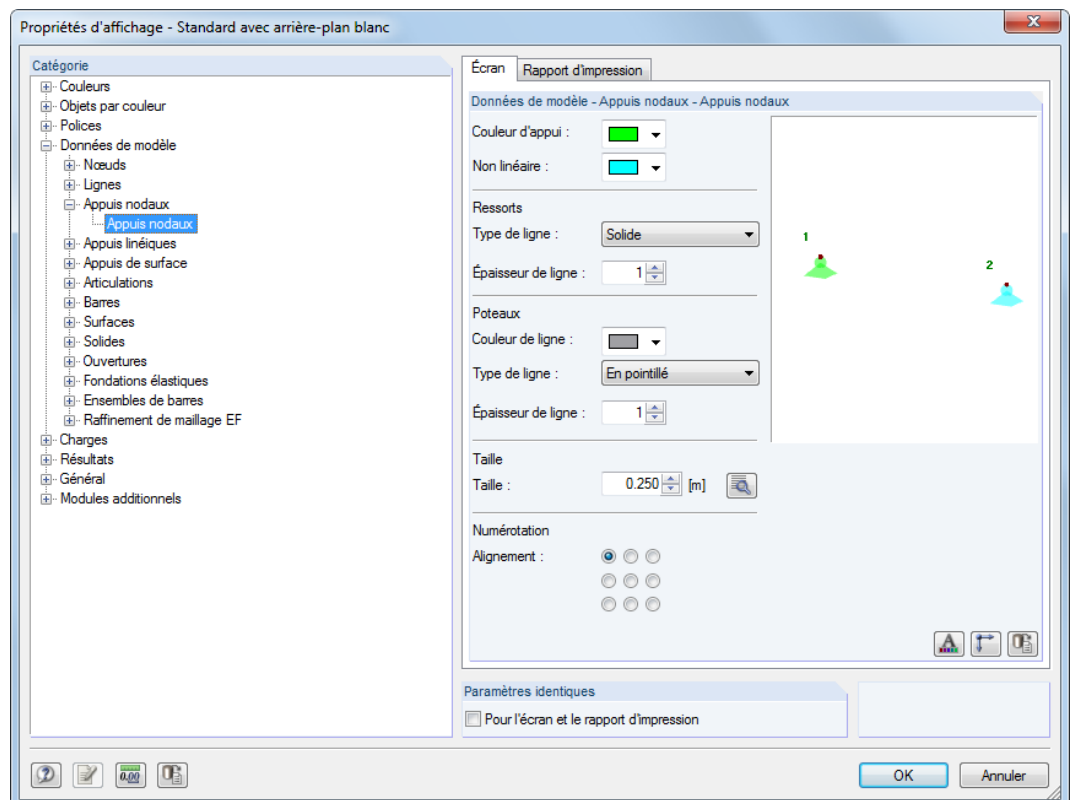 Propriétés d'affichage - Standard avec arrière-plan blanc
Catégorie
Couleurs
Objets par couleur
Polices
Données de modèle
Nœuds
Lignes
Appuis nodaux
Appuis nodaux
Appuis linéiques
Appuis de surface
Articulations
Barres
Surfaces
Solides
Ouvertures
Fondations élastiques
Ensembles de barres
Raffinement de maillage EF
Charges
Résultats
Général
Modules additionnels
Écran
Rapport d'impression
Données de modèle - Appuis nodaux - Appuis nodaux
Couleur d'appui :
Non linéaire :
Ressorts
Type de ligne : Solide
Épaisseur de ligne : 1
Poteaux
Couleur de ligne :
Type de ligne : En pointillé
Épaisseur de ligne : 1
Taille
Taille : 0.250 [m]
Numérotation
Alignement :
1
2
Paramètres identiques
Pour l'écran et le rapport d'impression
0,00
OK
Annuler